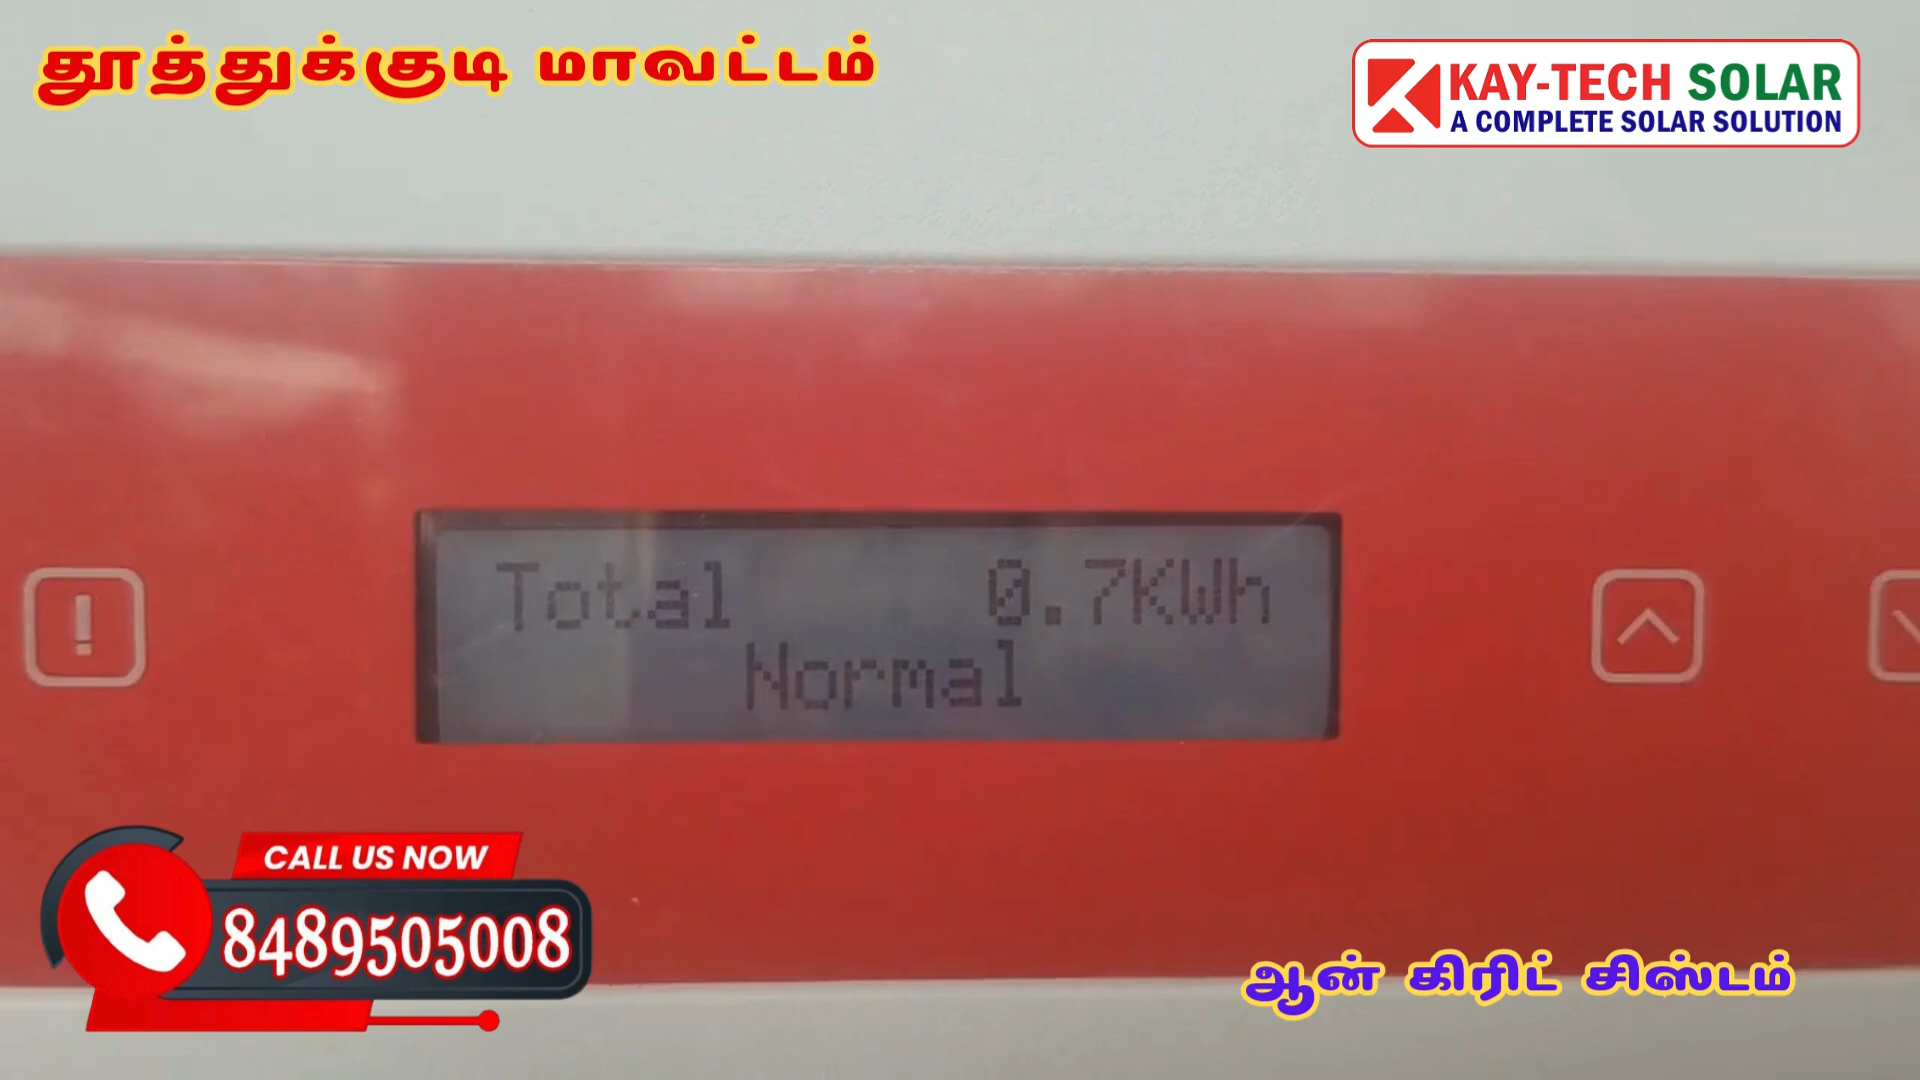 தூத்துக்குடி மாவட்டம்
KAY-TECH SOLAR
A COMPLETE SOLAR SOLUTION
Total 0.7KWh
Normal
CALL US NOW
8489505008
ஆன் கிரிட் சிஸ்டம்